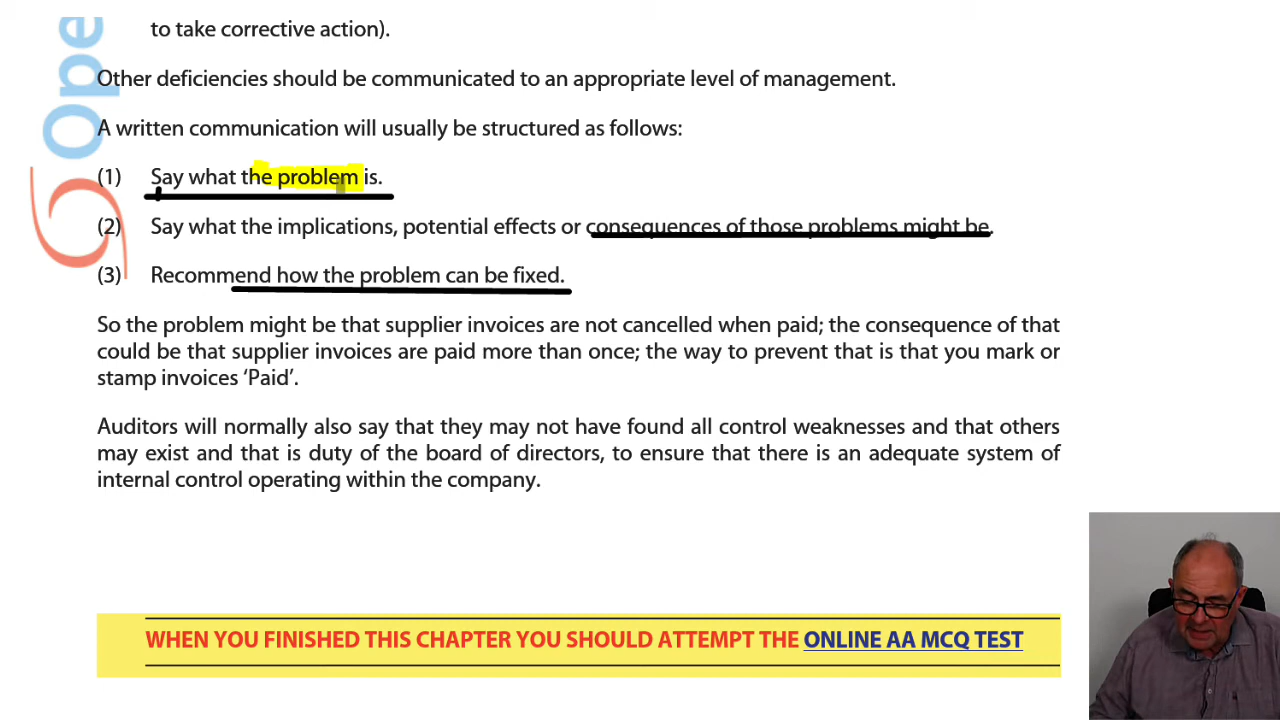 to take corrective action).
Other deficiencies should be communicated to an appropriate level of management.
A written communication will usually be structured as follows:
(1) Say what the problem is.
(2) Say what the implications, potential effects or consequences of those problems might be.
(3) Recommend how the problem can be fixed.
So the problem might be that supplier invoices are not cancelled when paid; the consequence of that
could be that supplier invoices are paid more than once; the way to prevent that is that you mark or
stamp invoices ‘Paid’.
Auditors will normally also say that they may not have found all control weaknesses and that others
may exist and that is duty of the board of directors, to ensure that there is an adequate system of
internal control operating within the company.
WHEN YOU FINISHED THIS CHAPTER YOU SHOULD ATTEMPT THE ONLINE AA MCQ TEST
Ope